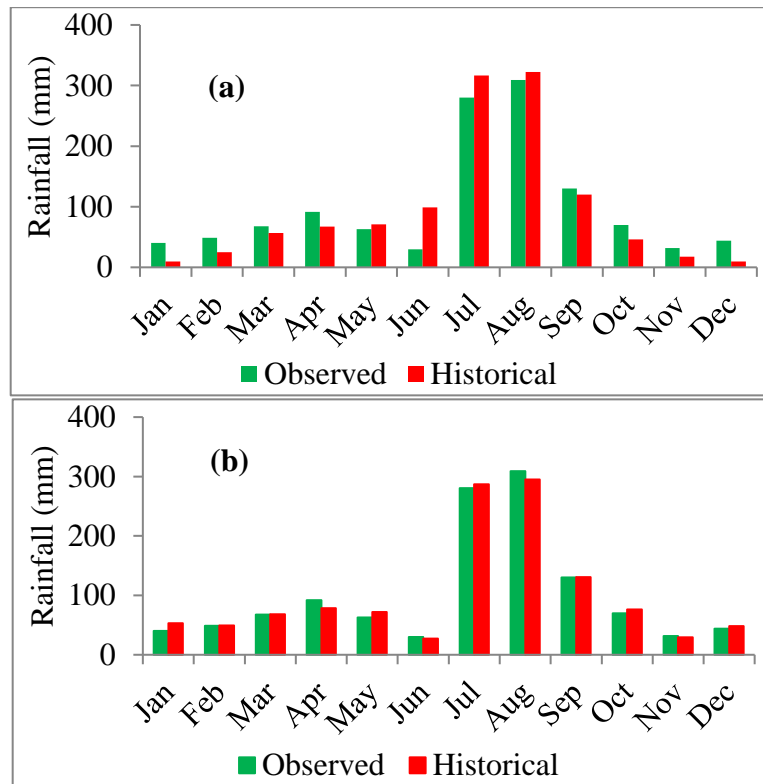 400
300
200
100
0
Rainfall (mm)
(a)
Jan Feb Mar Apr May Jun Jul Aug Sep Oct Nov Dec
Observed Historical
400
300
200
100
0
Rainfall (mm)
(b)
Jan Feb Mar Apr May Jun Jul Aug Sep Oct Nov Dec
Observed Historical